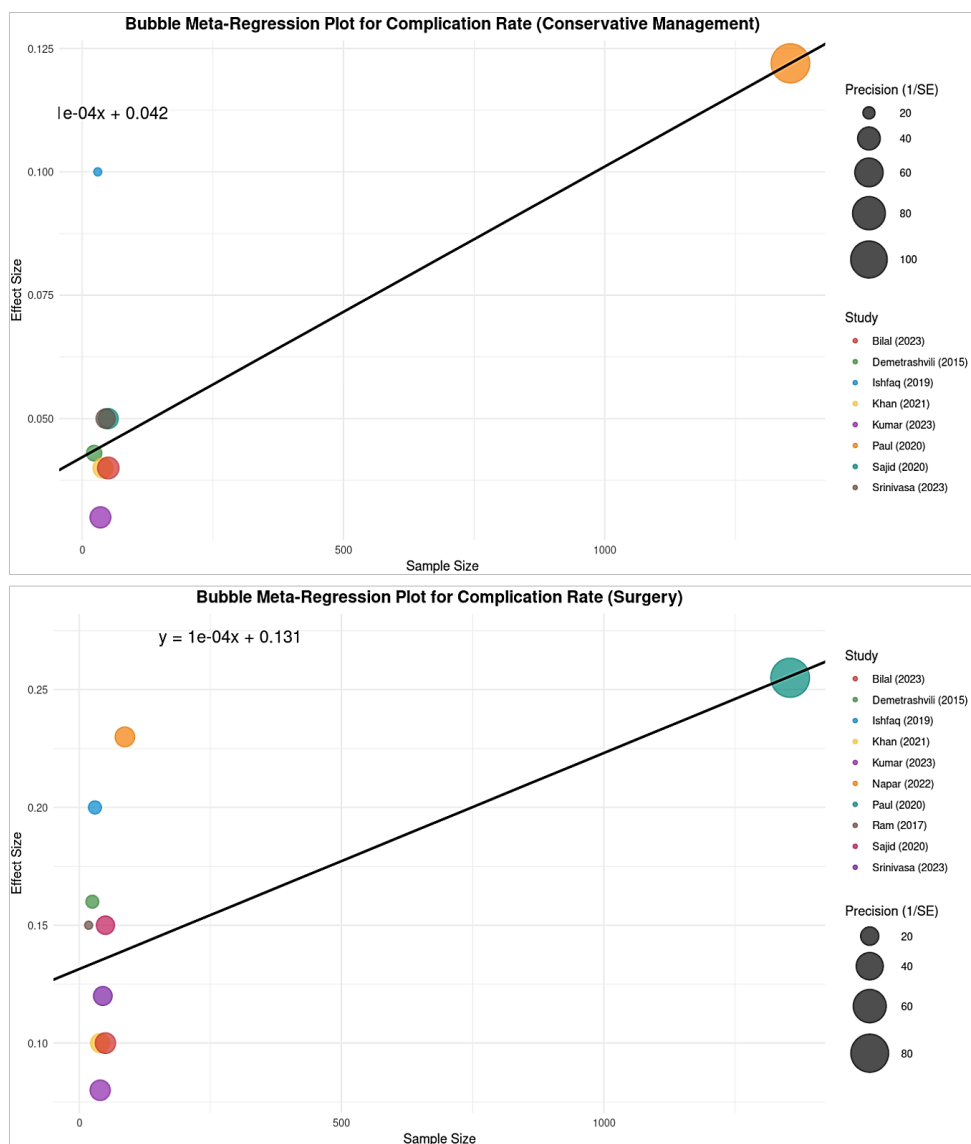 Bubble Meta-Regression Plot for Complication Rate (Conservative Management)
0.125
0.100
0.075
0.050
Effect Size
e-04x + 0.042
0
500
1000
Sample Size
Precision (1/SE)
20
40
60
80
100
Study
Bilal (2023)
Demetrashvili (2015)
Ishfaq (2019)
Khan (2021)
Kumar (2023)
Paul (2020)
Sajid (2020)
Srinivasa (2023)
Bubble Meta-Regression Plot for Complication Rate (Surgery)
y = 1e-04x + 0.131
0.25
0.20
0.15
0.10
Effect Size
0
500
1000
Sample Size
Study
Bilal (2023)
Demetrashvili (2015)
Ishfaq (2019)
Khan (2021)
Kumar (2023)
Napar (2022)
Paul (2020)
Ram (2017)
Sajid (2020)
Srinivasa (2023)
Precision (1/SE)
20
40
60
80